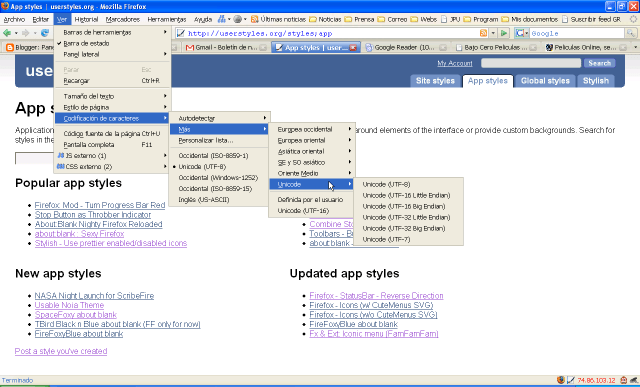 App styles | userstyles.org - Mozilla Firefox
Archivo Editar Ver Historial Marcadores Herramientas Ayuda Últimas noticias Noticias Prensa Correo Webs JPU Program Mis documentos Suscribir feed GR
http://userstyles.org/styles;app
Google
Blogger: Pan
Gmail - Boletín de n...
App styles | user...
Google Reader (10...
Bajo Cero Películas ...
Películas Online, se...
Barras de herramientas
Barra de estado
Panel lateral
Parar Esc
Recargar Ctrl+R
Tamaño del texto
Estilo de página
Codificación de caracteres
Código fuente de la página Ctrl+U
Pantalla completa F11
IS externo (1)
CSS externo (2)
Autodetectar
Más
Personalizar lista...
Occidental (ISO-8859-1)
Unicode (UTF-8)
Occidental (Windows-1252)
Occidental (ISO-8859-15)
Inglés (US-ASCII)
Europea occidental
Europea oriental
Asiática oriental
SE y SO asiático
Oriente Medio
Unicode
Definida por el usuario
Unicode (UTF-16)
Unicode (UTF-8)
Unicode (UTF-16 Little Endian)
Unicode (UTF-16 Big Endian)
Unicode (UTF-32 Little Endian)
Unicode (UTF-32 Big Endian)
Unicode (UTF-7)
users
My Account
Search
Site styles
App styles
Global styles
Stylish
App s
Application
around elements of the interface or provide custom backgrounds. Search for
styles in the
Popular app styles
Firefox: Mod - Turn Progress Bar Red
Stop Button as Throbber Indicator
About:Blank Nighty Firefox Reloaded
about:blank : Sexy Firefox
Stylish - Use prettier enabled/disabled icons
Combine Sto
Toolbars - B
about:blank -
New app styles
NASA Night Launch for ScribeFire
Usable Noia Theme
SpaceFoxy about:blank
TBird Black n Blue about:blank (FF only for now)
FireFoxyBlue about:blank
Updated app styles
Firefox - StatusBar - Reverse Direction
Firefox - Icons (w/ CuteMenus SVG)
Firefox - Icons (w/o CuteMenus SVG)
FireFoxyBlue about:blank
Fx & Ext: Iconic menu (FamFamFam)
Post a style you've created
Terminado
74.86.103.12